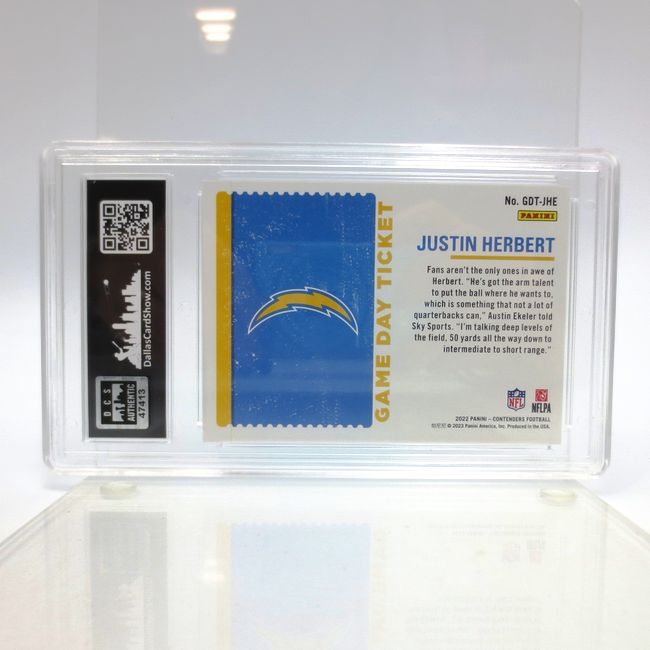 DallasCardShow.com
DCS
AUTHENTIC
47413
GAME DAY TICKET
No. GDT-JHE
PANINI
JUSTIN HERBERT
Fans aren't the only ones in awe of
Herbert. "He's got the arm talent
to put the ball where he wants to,
which is something that not a lot of
quarterbacks can," Austin Ekeler told
Sky Sports. "I'm talking deep levels of
the field, 50 yards all the way down to
intermediate to short range."
NFL
NFLPA
2022 PANINI - CONTENDERS FOOTBALL
© 2023 Panini America, Inc. Produced in the USA.